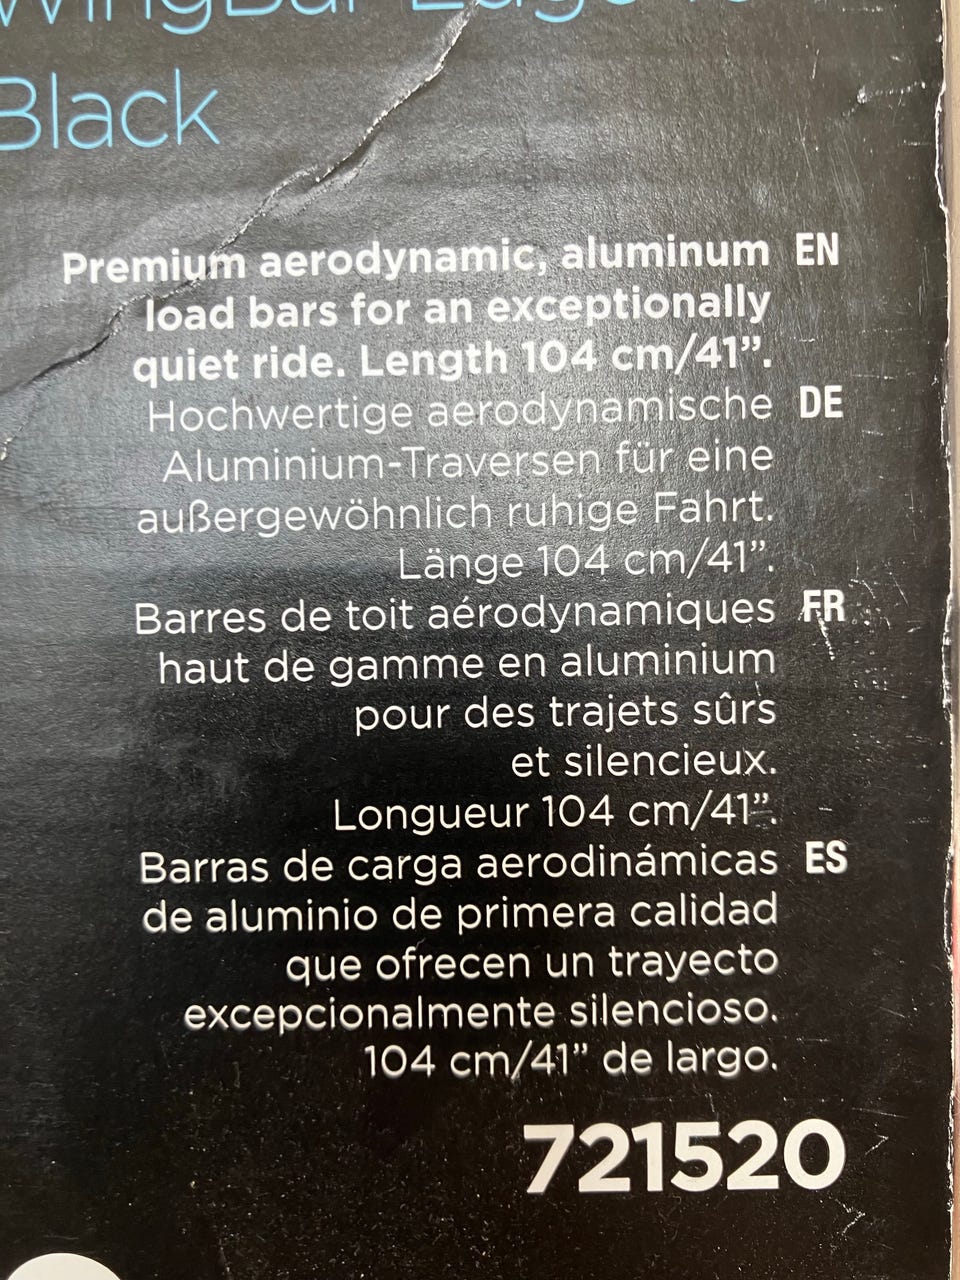 WingBar Edge
Black
Premium aerodynamic, aluminum EN
load bars for an exceptionally
quiet ride. Length 104 cm/41”.
Hochwertige aerodynamische DE
Aluminium-Traversen für eine
außergewöhnlich ruhige Fahrt.
Länge 104 cm/41”.
Barres de toit aérodynamiques FR
haut de gamme en aluminium
pour des trajets sûrs
et silencieux.
Longueur 104 cm/41”.
Barras de carga aerodinámicas ES
de aluminio de primera calidad
que ofrecen un trayecto
excepcionalmente silencioso.
104 cm/41” de largo.
721520